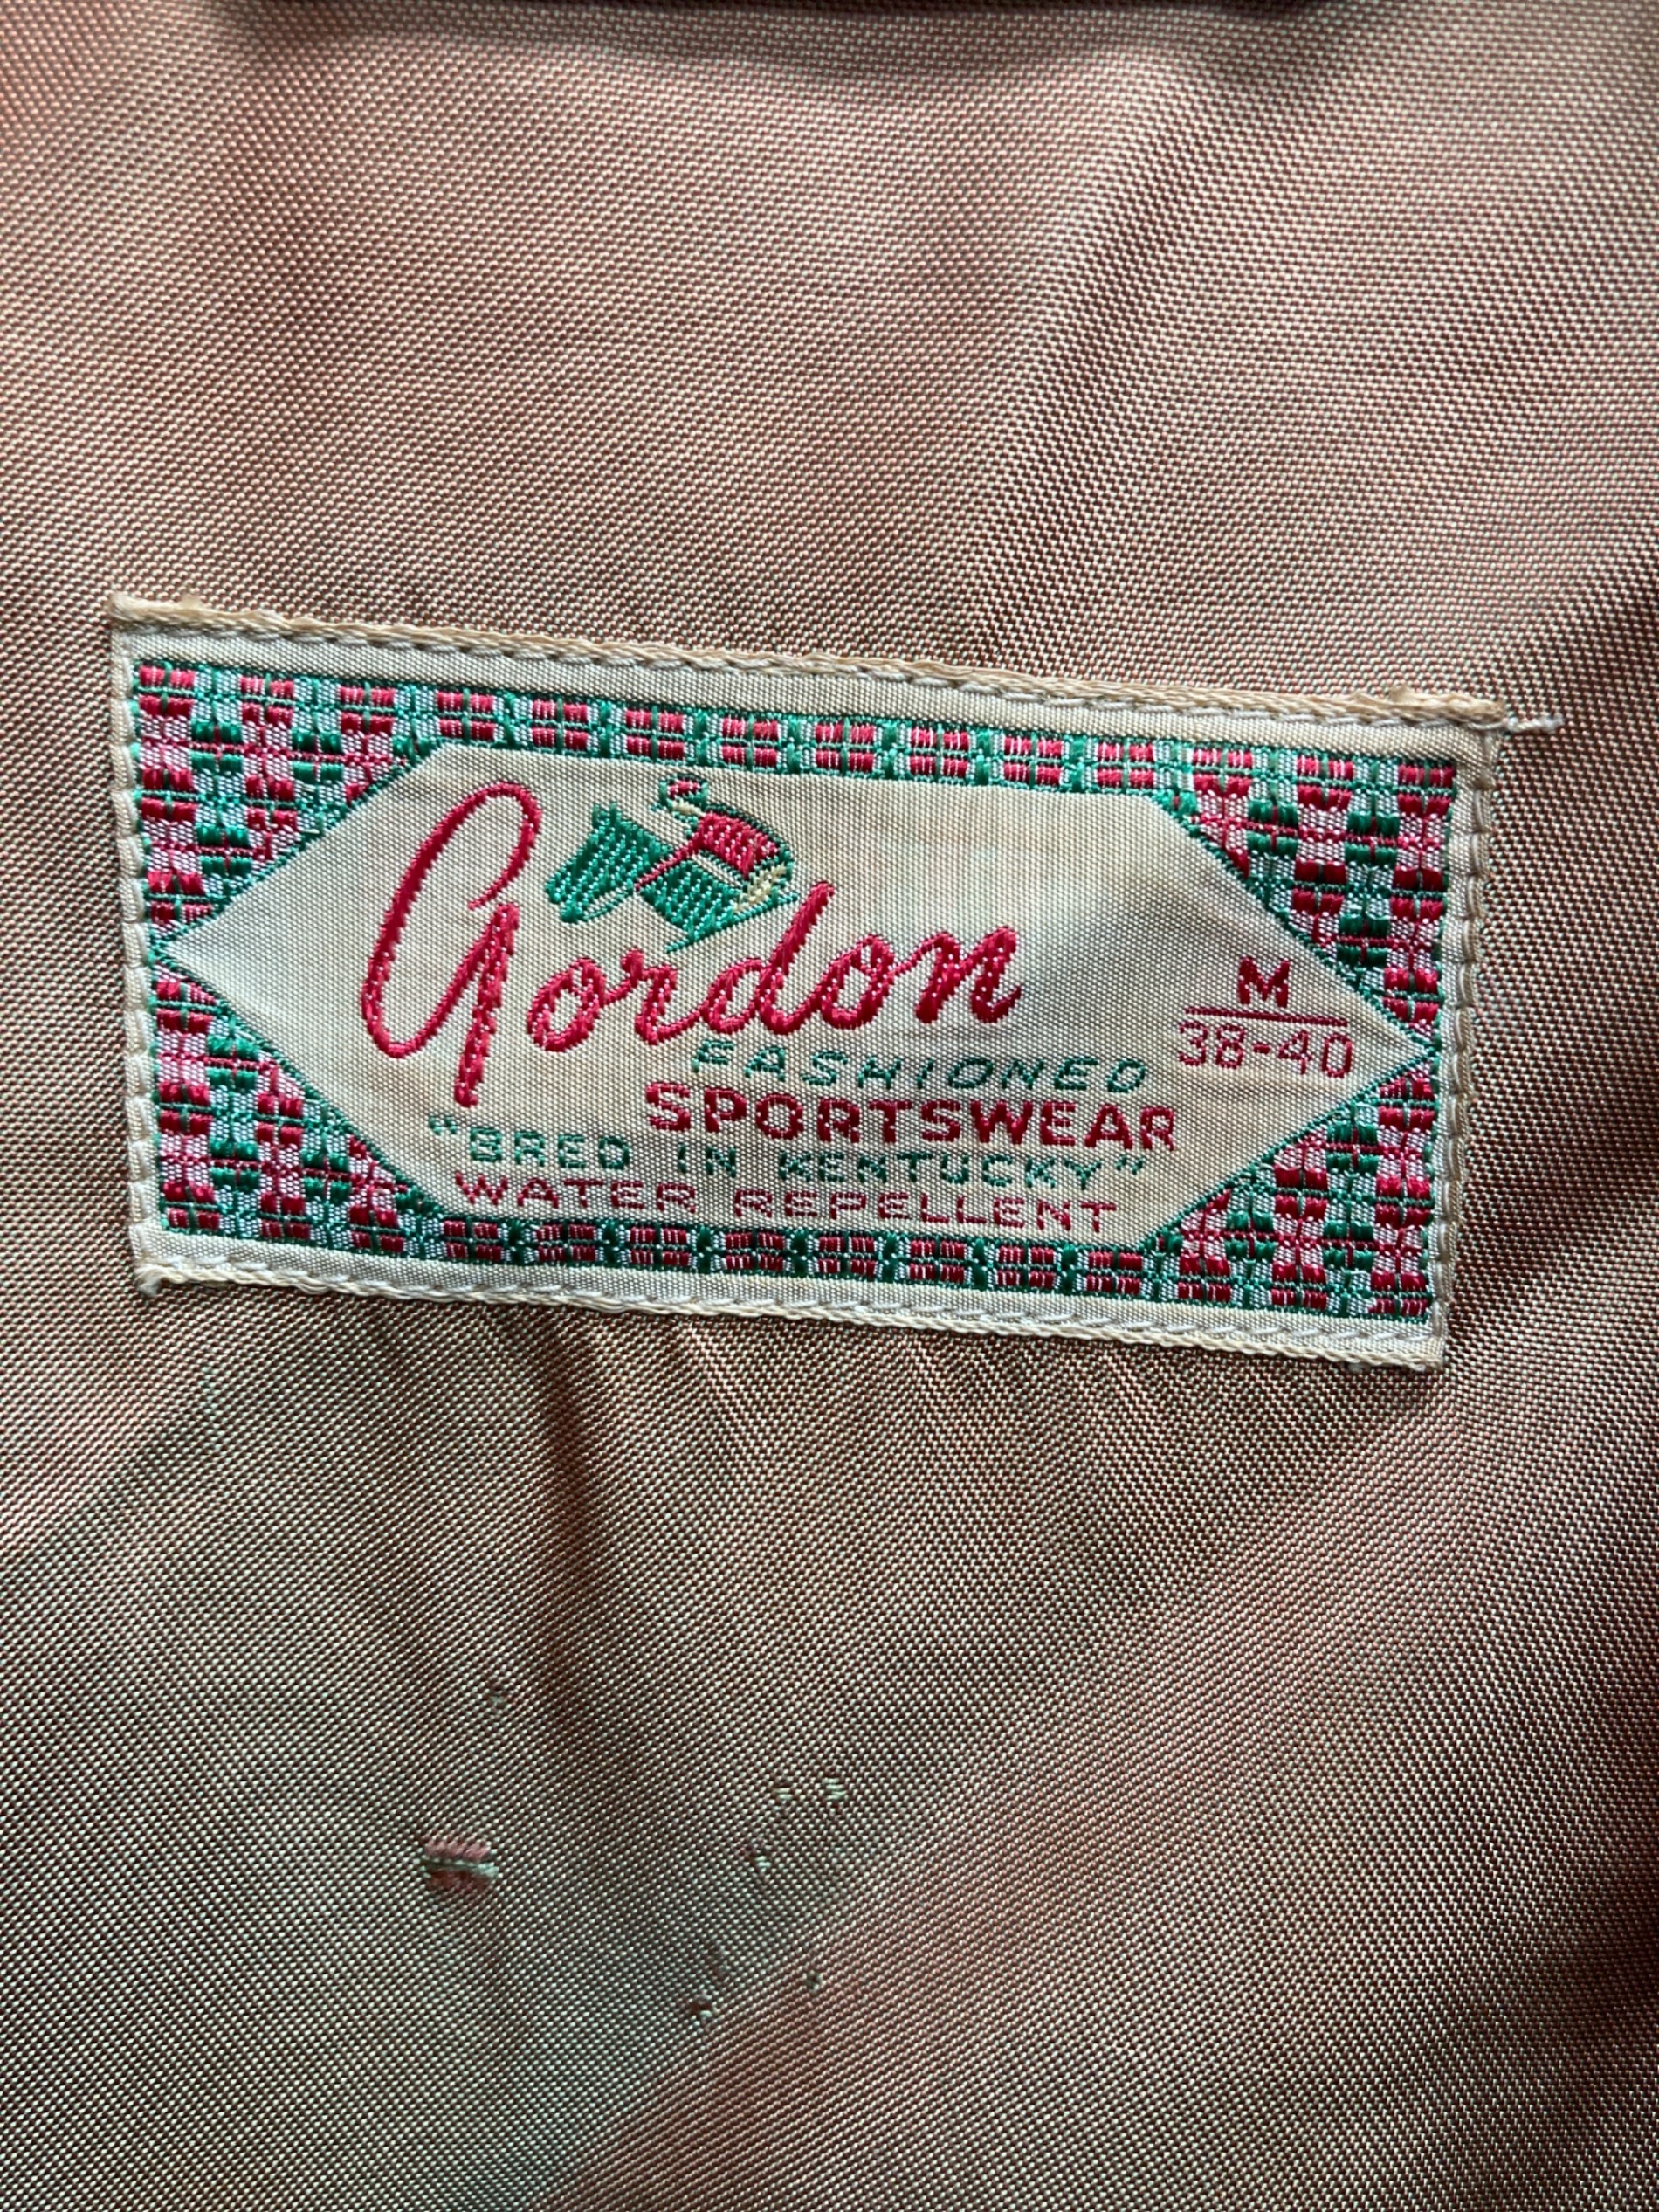 Gordon
FASHIONED
SPORTSWEAR
"BRED IN KENTUCKY"
WATER REPELLENT
M
38-40